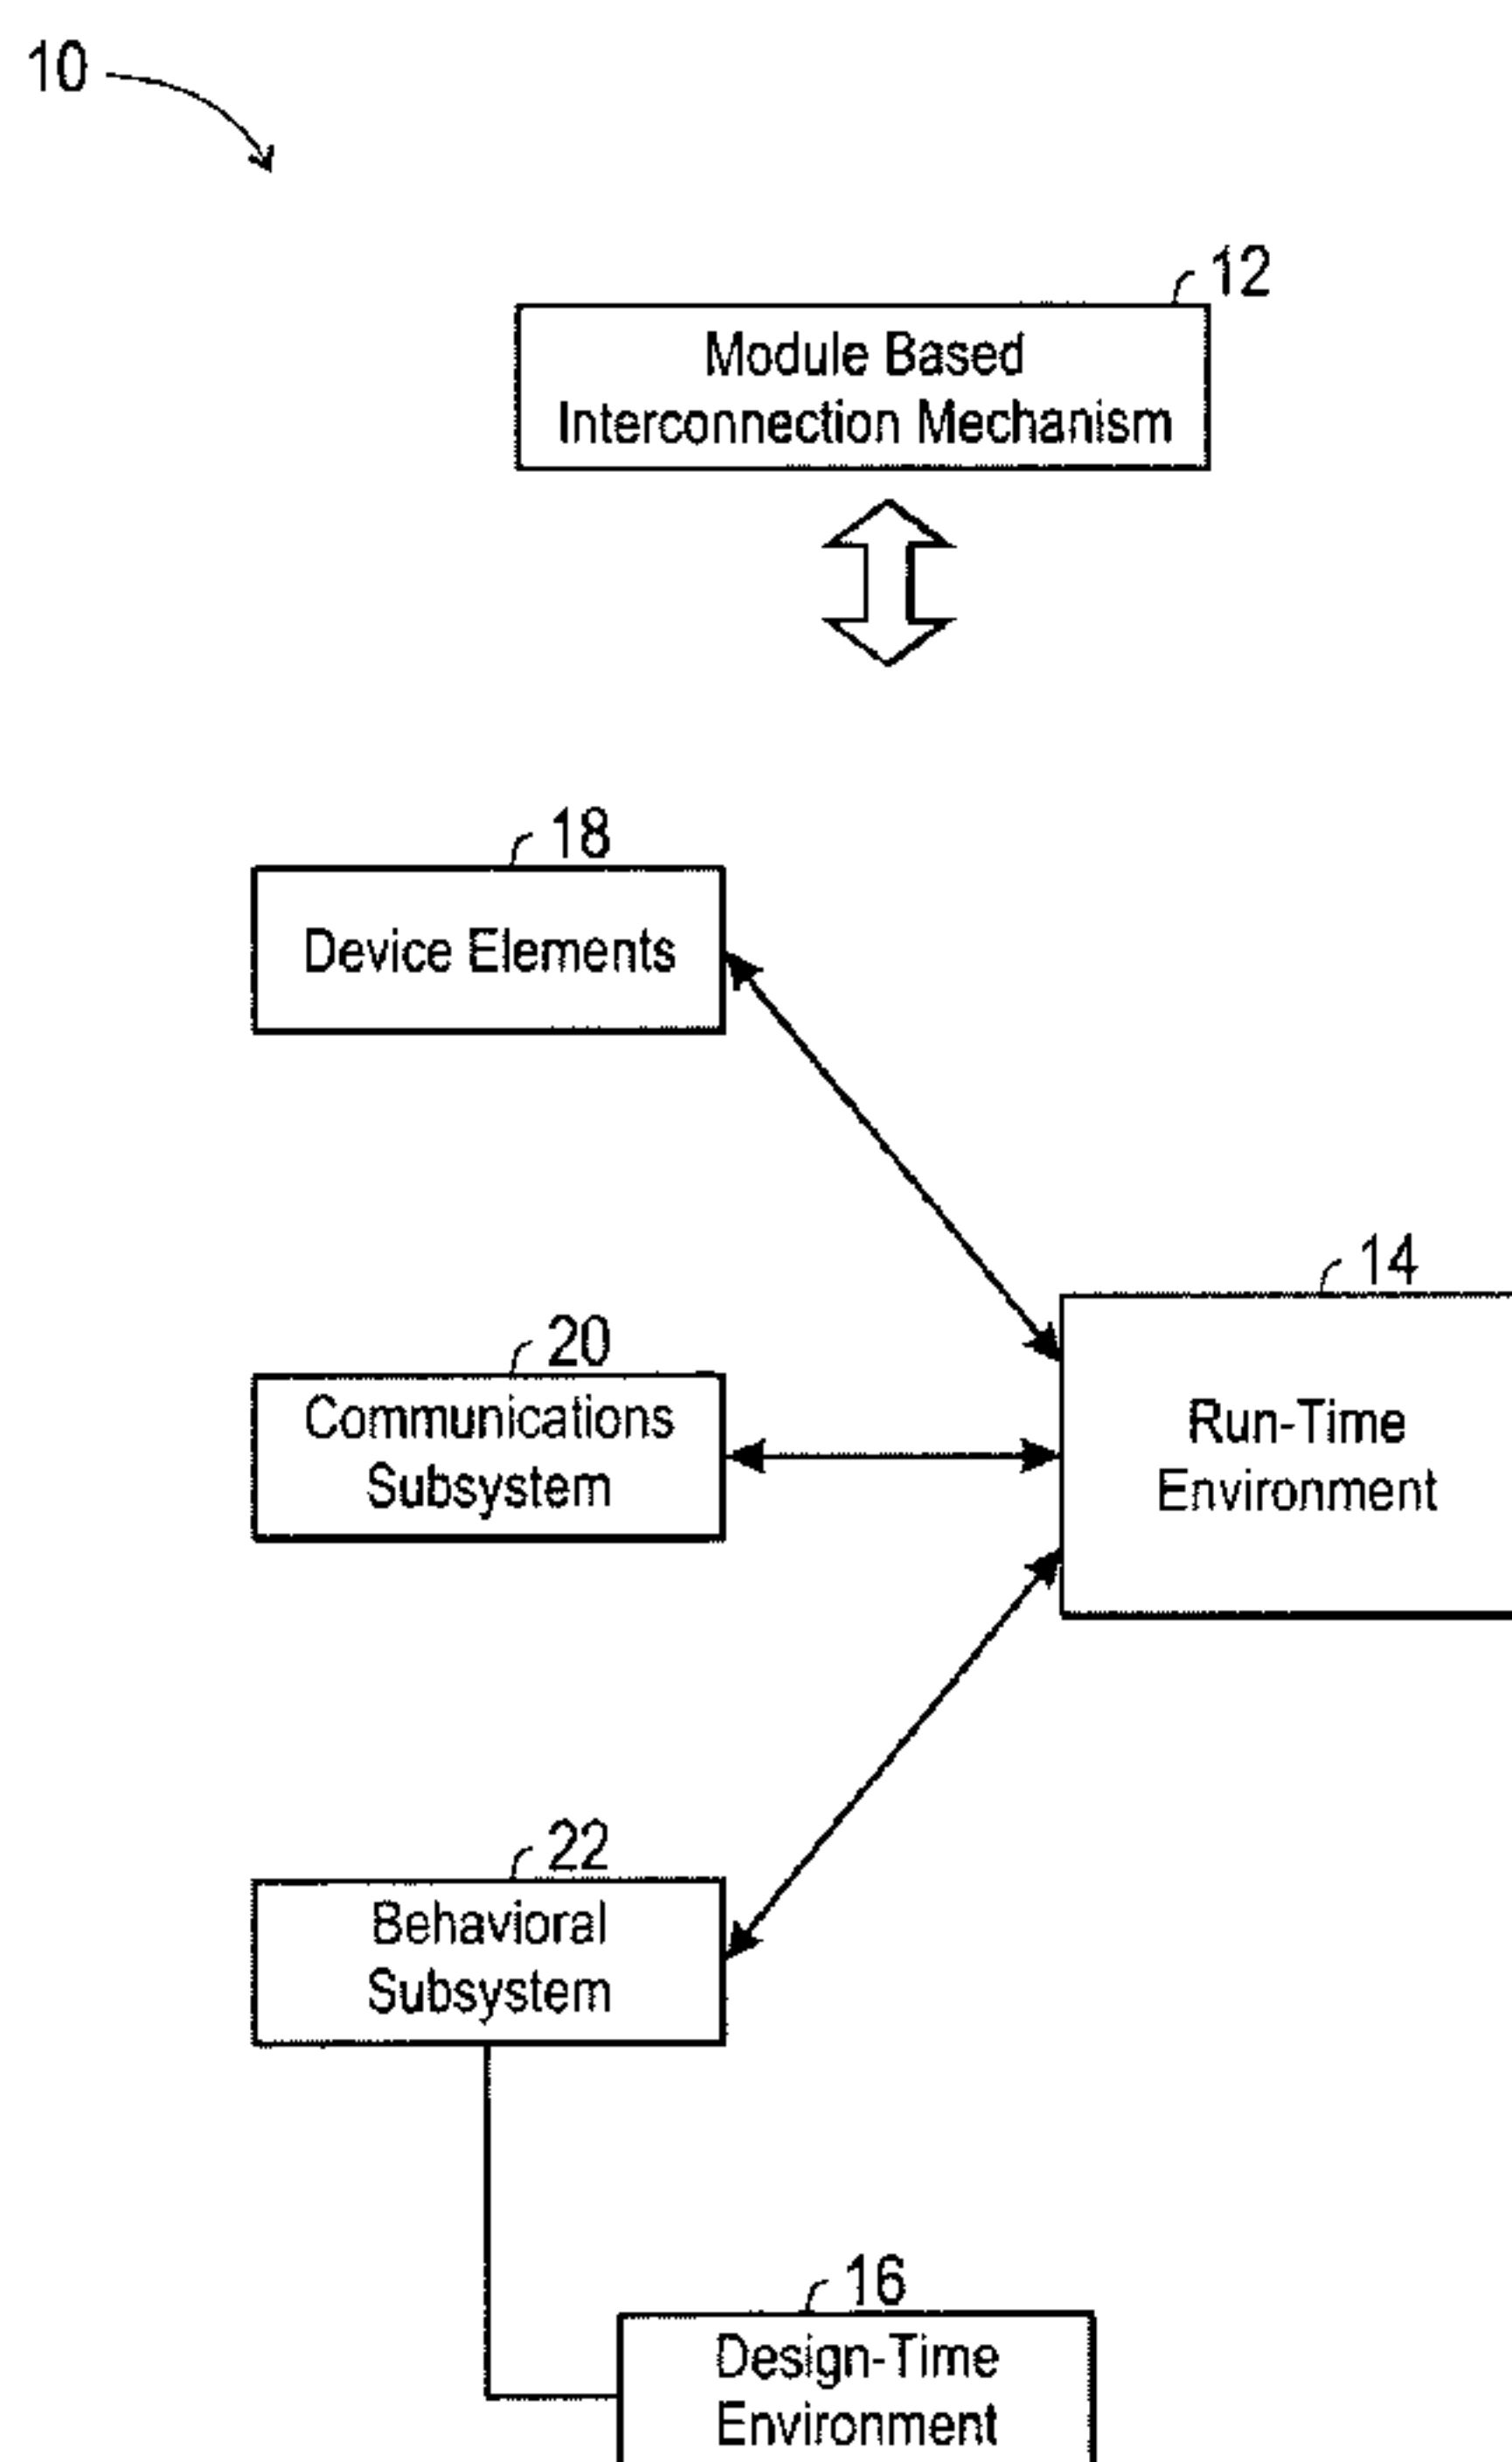 10
12
Module Based
Interconnection Mechanism
18
Device Elements
14
Run-Time
Environment
20
Communications
Subsystem
22
Behavioral
Subsystem
16
Design-Time
Environment